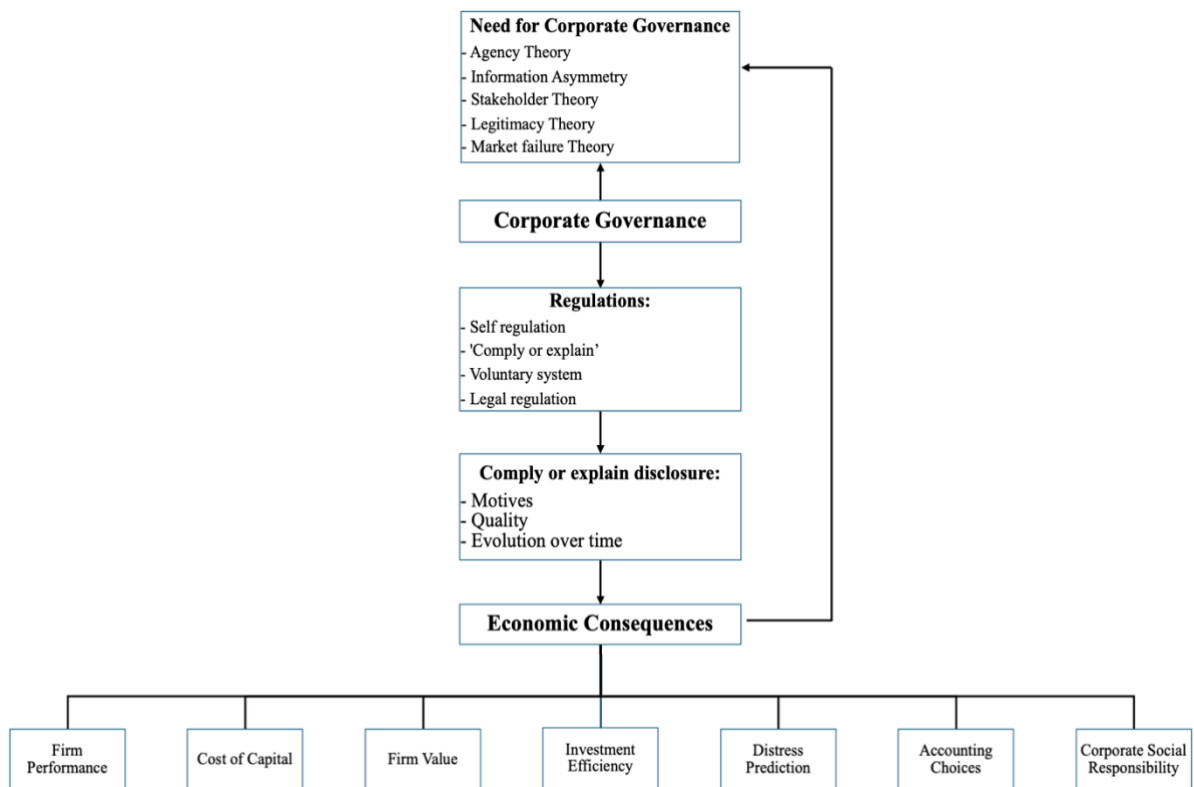 Need for Corporate Governance
- Agency Theory
- Information Asymmetry
- Stakeholder Theory
- Legitimacy Theory
- Market failure Theory
Corporate Governance
Regulations:
- Self regulation
- 'Comply or explain’
- Voluntary system
- Legal regulation
Comply or explain disclosure:
- Motives
- Quality
- Evolution over time
Economic Consequences
Firm
Performance
Cost of Capital
Firm Value
Investment
Efficiency
Distress
Prediction
Accounting
Choices
Corporate Social
Responsibility